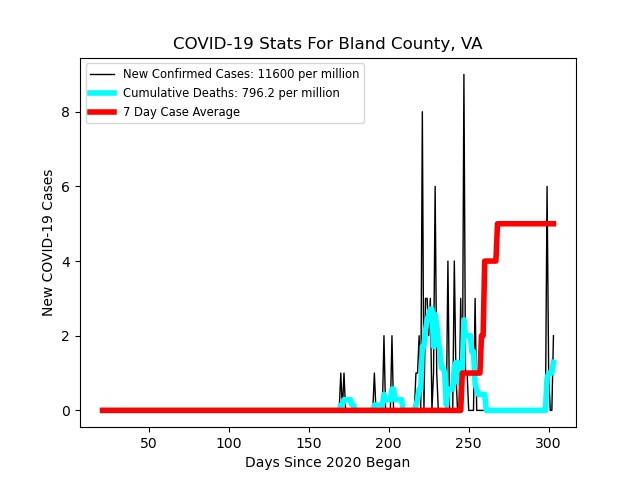 COVID-19 Stats For Bland County, VA
New Confirmed Cases: 11600 per million
Cumulative Deaths: 796.2 per million
7 Day Case Average
New COVID-19 Cases
8
6
4
2
0
50 100 150 200 250 300
Days Since 2020 Began